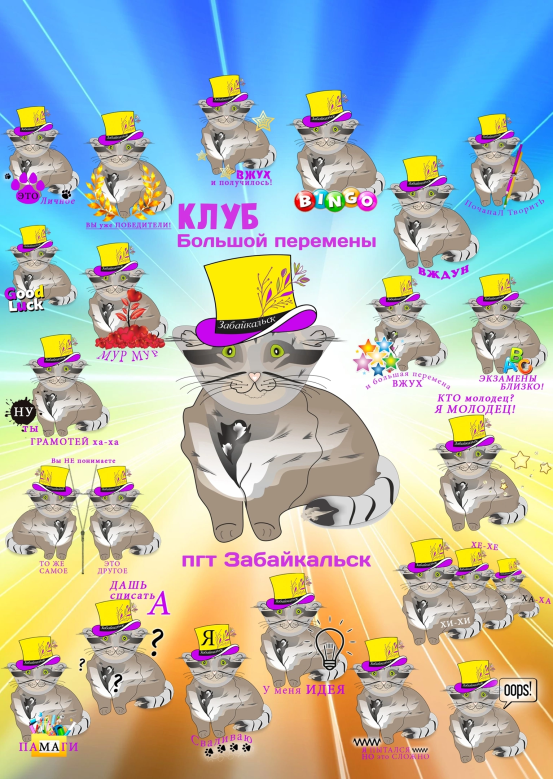 ВЖУХ
и получилось!
ЭТО Личное
ВЫ уже ПОБЕДИТЕЛИ!
BINGO
ПоЧапаЛ ТвориТЬ
КЛУБ
Большой перемены
ВЖДУН
Good
Luck
МУР МУР
Забайкальск
и большая перемена
ВЖУХ
ABC
ЭКЗАМЕНЫ
БЛИЗКО!
НУ
ТЫ
ГРАМОТЕЙ ха-ха
КТО молодец?
Я МОЛОДЕЦ!
Вы НЕ понимаете
ТО ЖЕ
САМОЕ
ЭТО
ДРУГОЕ
пгт Забайкальск
ХЕ-ХЕ
ХИ-ХИ
ХА-ХА
ДАШЬ
списать А
?
?
?
Я
Сваливаю
У меня ИДЕЯ
ПАМАГИ
Я ПЫТАЛСЯ
НО это СЛОЖНО
OOPS!